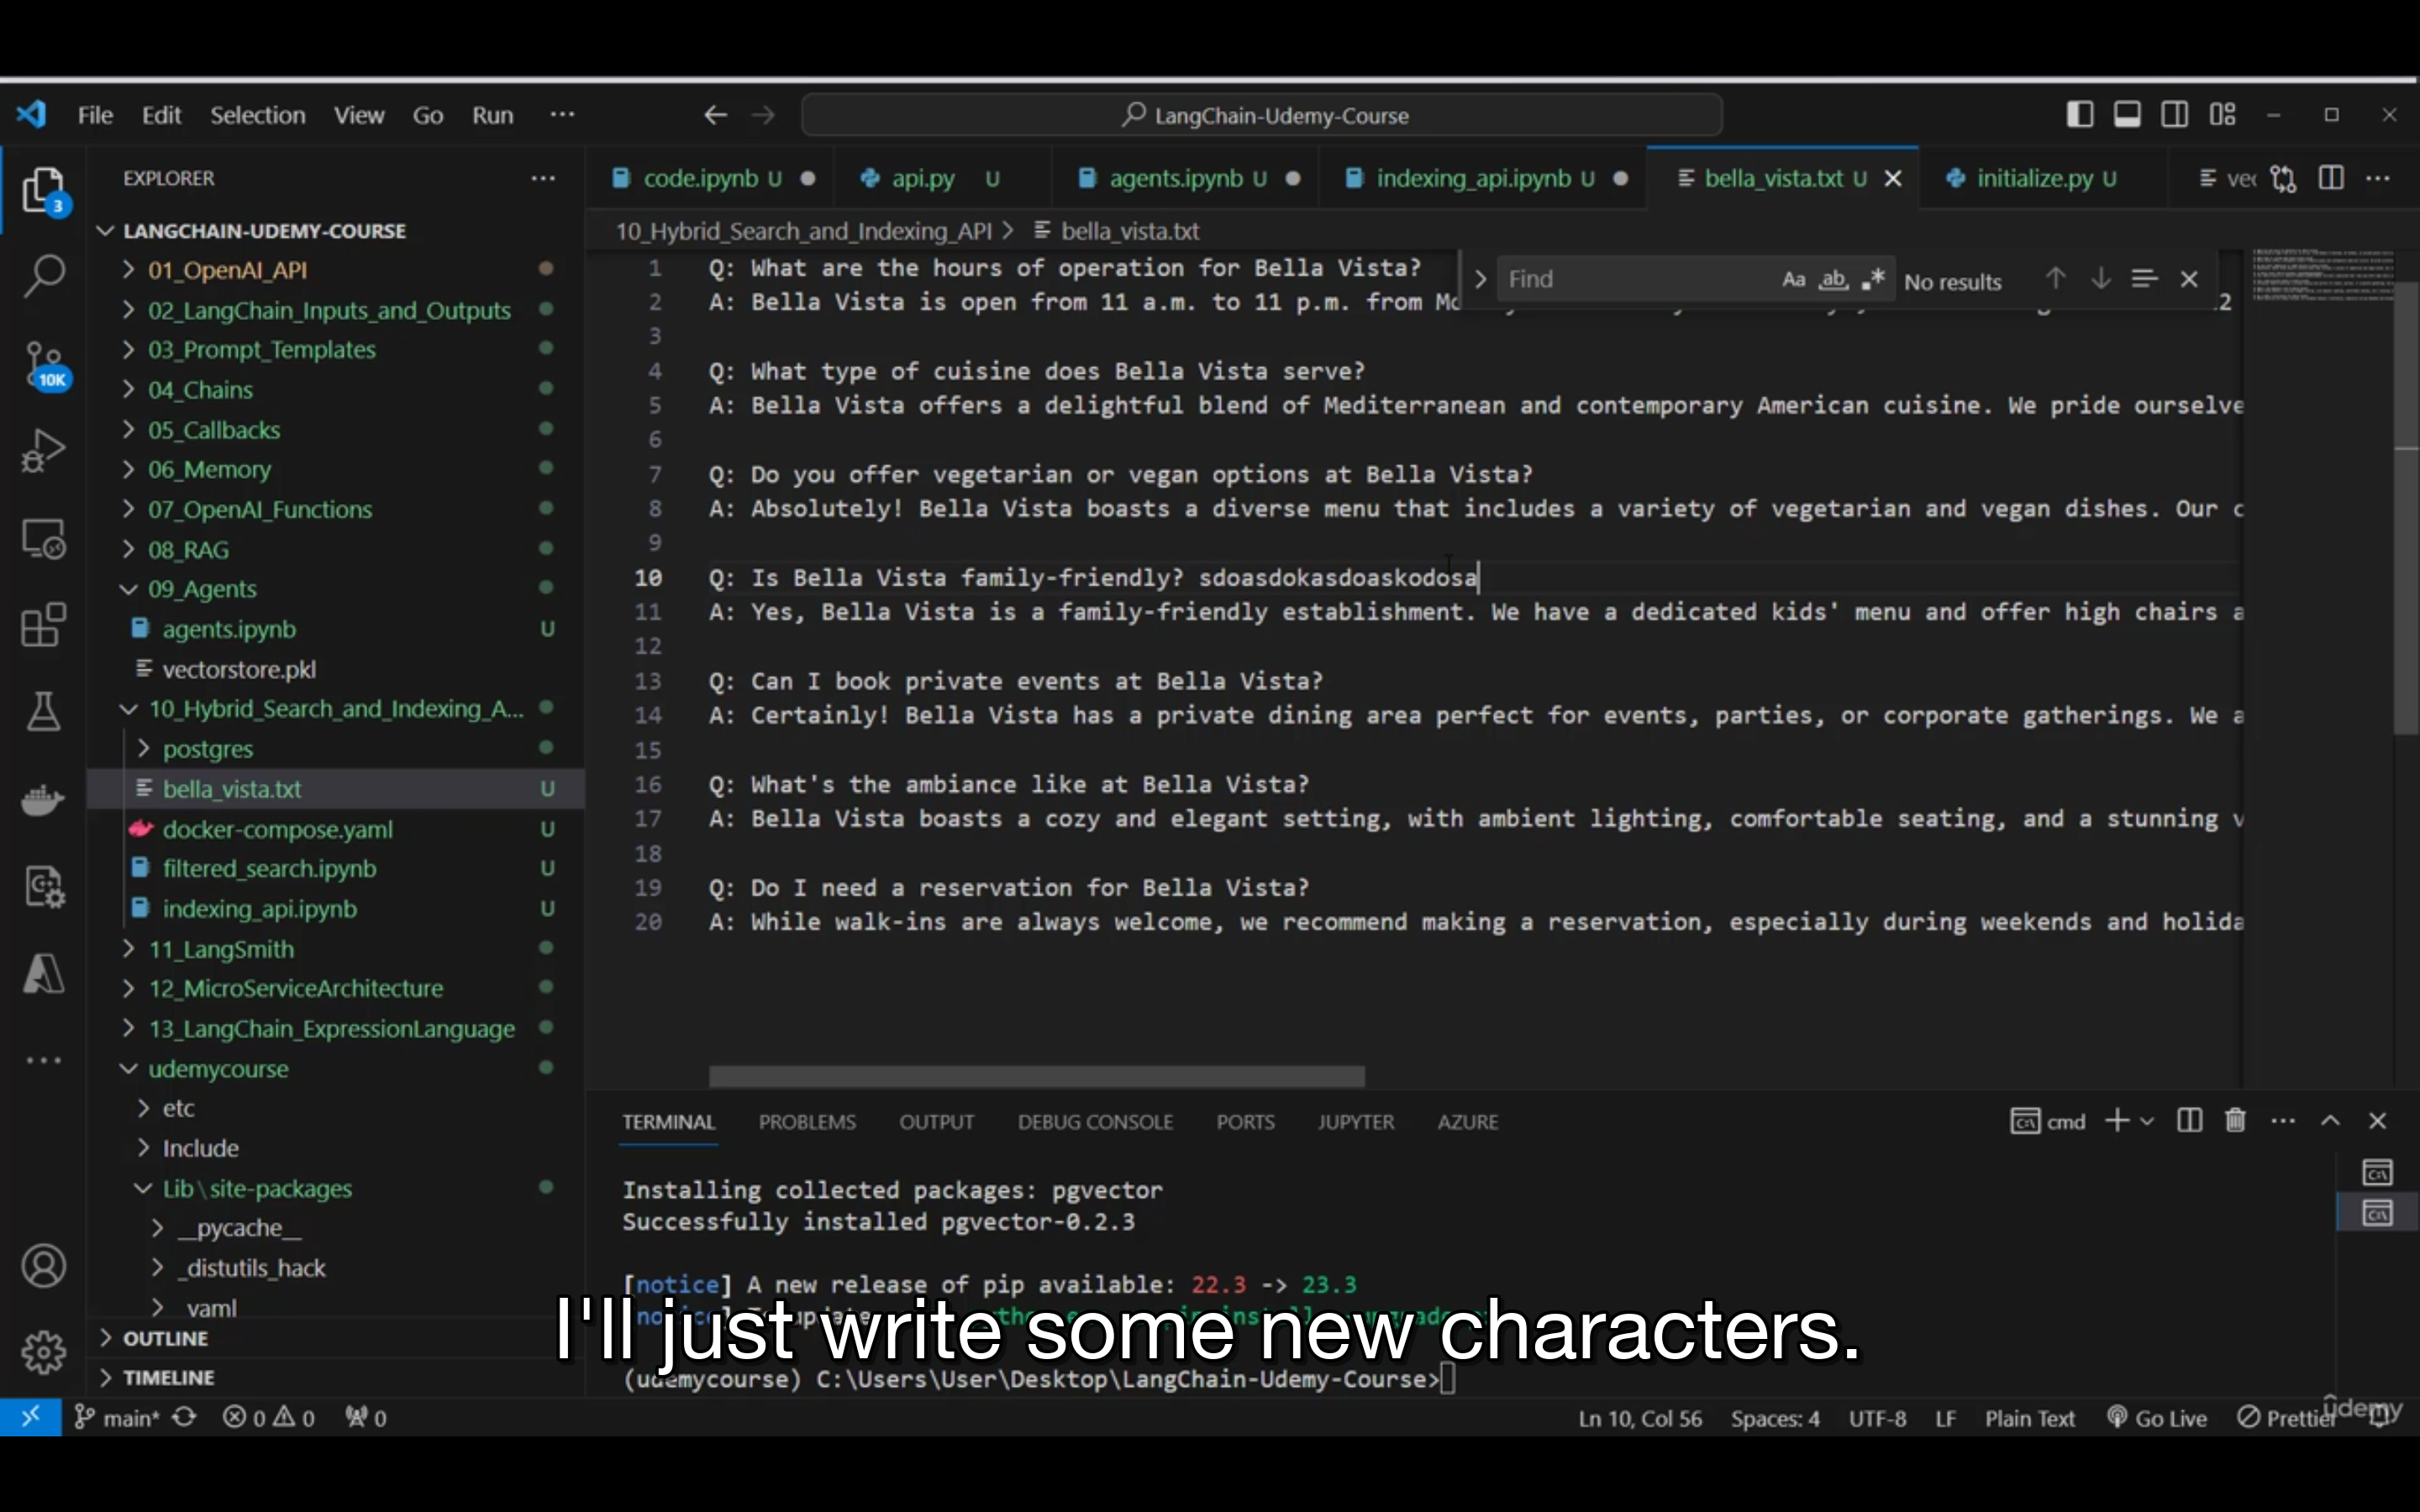 File Edit Selection View Go Run ··· LangChain-Udemy-Course
EXPLORER
code.ipynb U
api.py U
agents.ipynb U
indexing_api.ipynb U
bella_vista.txt U
initialize.py U
vec
LANGCHAIN-UDEMY-COURSE
01_OpenAI_API
02_LangChain_Inputs_and_Outputs
03_Prompt_Templates
04_Chains
05_Callbacks
06_Memory
07_OpenAI_Functions
08_RAG
09_Agents
agents.ipynb U
vectorstore.pkl
10_Hybrid_Search_and_Indexing_A...
postgres
bella_vista.txt U
docker-compose.yaml U
filtered_search.ipynb U
indexing_api.ipynb U
11_LangSmith
12_MicroServiceArchitecture
13_LangChain_ExpressionLanguage
udemycourse
etc
Include
Lib\site-packages
__pycache__
_distutils_hack
yaml
OUTLINE
TIMELINE
3
10K
10_Hybrid_Search_and_Indexing_API > bella_vista.txt
Find Aa ab No results
1 Q: What are the hours of operation for Bella Vista?
2 A: Bella Vista is open from 11 a.m. to 11 p.m. from Mo
3
4 Q: What type of cuisine does Bella Vista serve?
5 A: Bella Vista offers a delightful blend of Mediterranean and contemporary American cuisine. We pride ourselve
6
7 Q: Do you offer vegetarian or vegan options at Bella Vista?
8 A: Absolutely! Bella Vista boasts a diverse menu that includes a variety of vegetarian and vegan dishes. Our c
9
10 Q: Is Bella Vista family-friendly? sdoasdokasdoaskodosa
11 A: Yes, Bella Vista is a family-friendly establishment. We have a dedicated kids' menu and offer high chairs a
12
13 Q: Can I book private events at Bella Vista?
14 A: Certainly! Bella Vista has a private dining area perfect for events, parties, or corporate gatherings. We a
15
16 Q: What's the ambiance like at Bella Vista?
17 A: Bella Vista boasts a cozy and elegant setting, with ambient lighting, comfortable seating, and a stunning v
18
19 Q: Do I need a reservation for Bella Vista?
20 A: While walk-ins are always welcome, we recommend making a reservation, especially during weekends and holida
TERMINAL PROBLEMS OUTPUT DEBUG CONSOLE PORTS JUPYTER AZURE cmd
Installing collected packages: pgvector
Successfully installed pgvector-0.2.3
[notice] A new release of pip available: 22.3 -> 23.3
I'll just write some new characters.
(udemycourse) C:\Users\User\Desktop\LangChain-Udemy-Course>
main* 0 0 0 Ln 10, Col 56 Spaces: 4 UTF-8 LF Plain Text Go Live Prettier
ûdemy